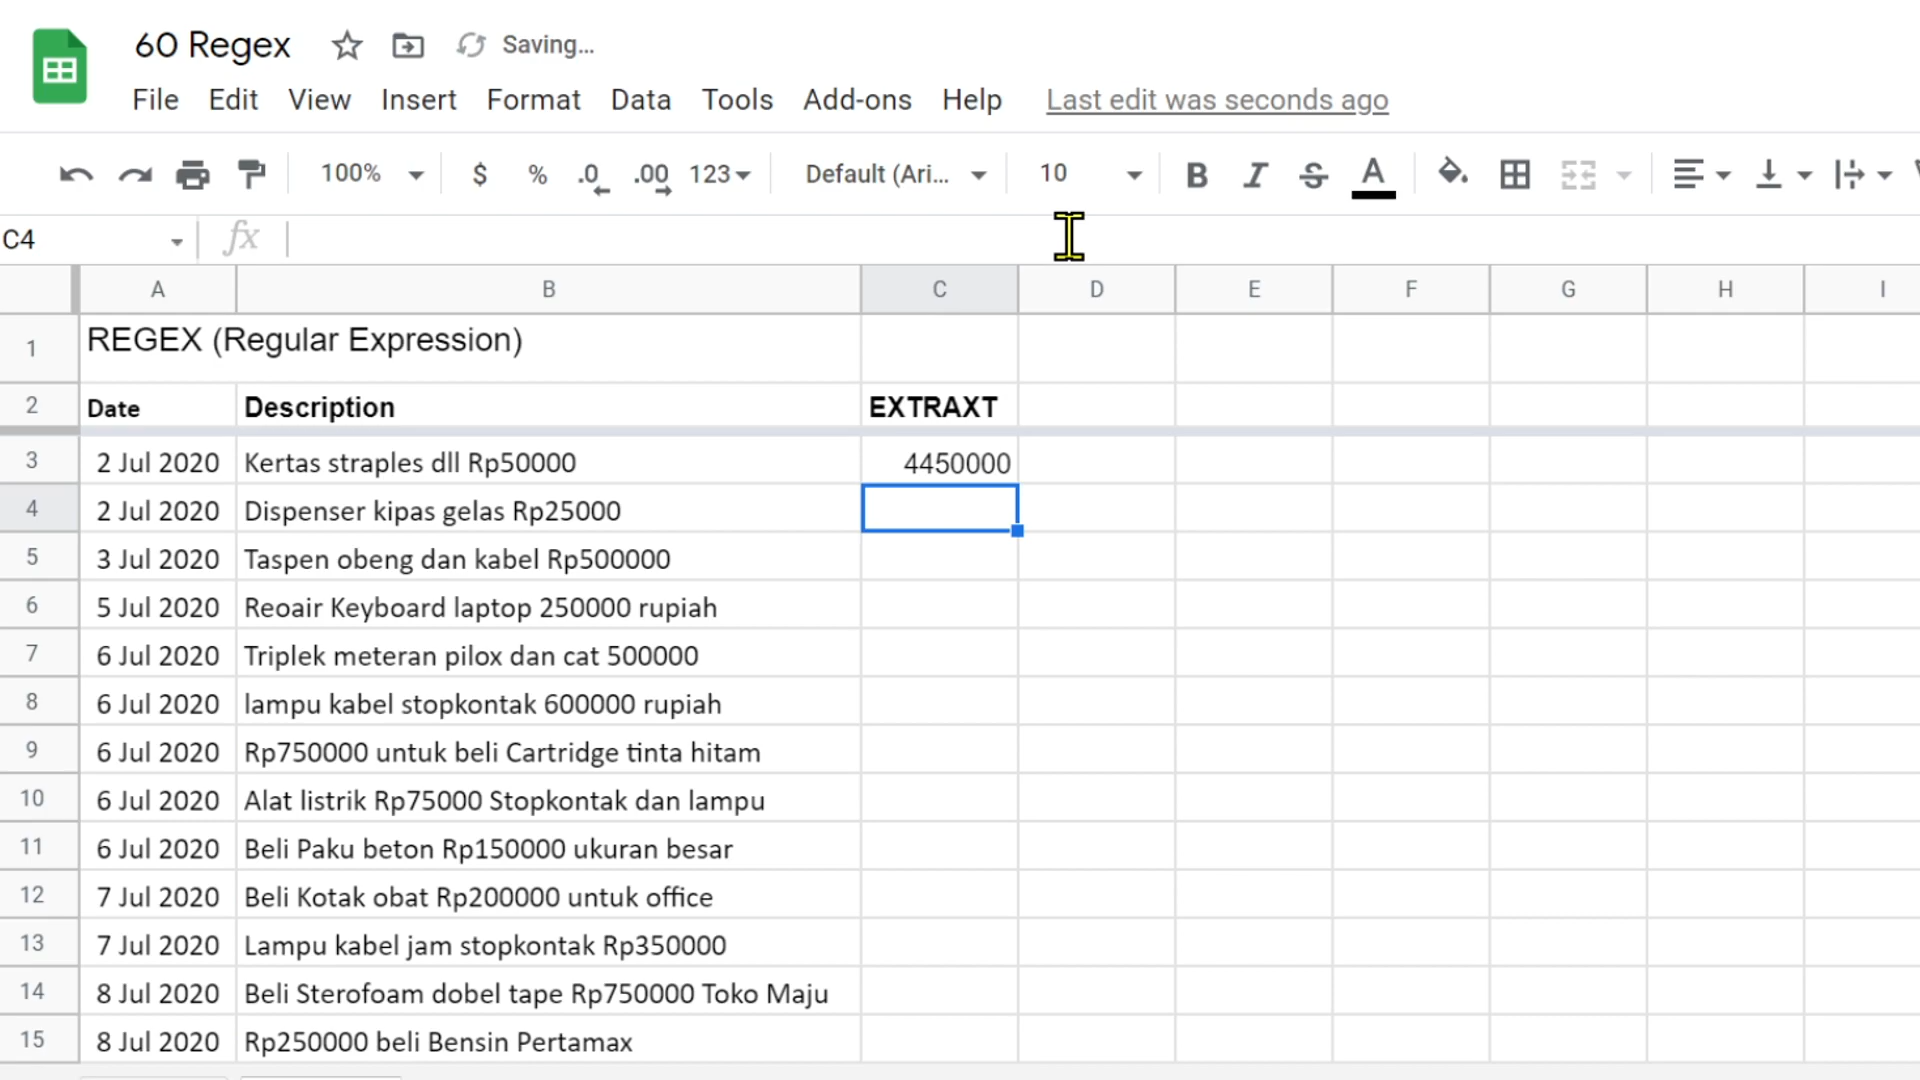 60 Regex Saving...
File Edit View Insert Format Data Tools Add-ons Help Last edit was seconds ago
100% $ % .0 .00 123 Default (Ari... 10 B I S A
C4 fx
A B C D E F G H I
1 REGEX (Regular Expression)
2 Date Description EXTRAXT
3 2 Jul 2020 Kertas straples dll Rp50000 4450000
4 2 Jul 2020 Dispenser kipas gelas Rp25000
5 3 Jul 2020 Taspen obeng dan kabel Rp500000
6 5 Jul 2020 Reoair Keyboard laptop 250000 rupiah
7 6 Jul 2020 Triplek meteran pilox dan cat 500000
8 6 Jul 2020 lampu kabel stopkontak 600000 rupiah
9 6 Jul 2020 Rp750000 untuk beli Cartridge tinta hitam
10 6 Jul 2020 Alat listrik Rp75000 Stopkontak dan lampu
11 6 Jul 2020 Beli Paku beton Rp150000 ukuran besar
12 7 Jul 2020 Beli Kotak obat Rp200000 untuk office
13 7 Jul 2020 Lampu kabel jam stopkontak Rp350000
14 8 Jul 2020 Beli Sterofoam dobel tape Rp750000 Toko Maju
15 8 Jul 2020 Rp250000 beli Bensin Pertamax